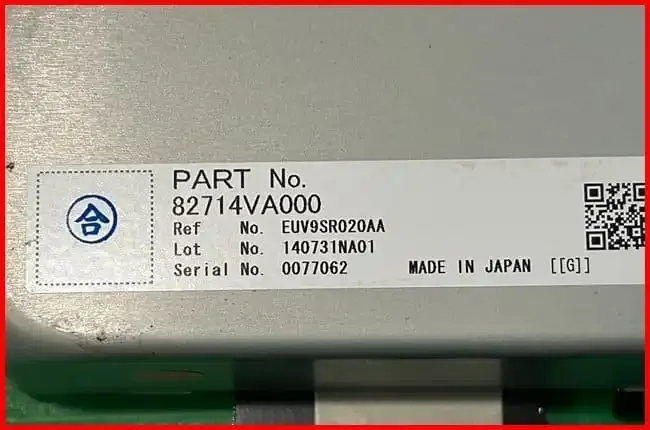 合
PART No.
82714VA000
Ref No. EUV9SR020AA
Lot No. 140731NA01
Serial No. 0077062 MADE IN JAPAN [[G]]